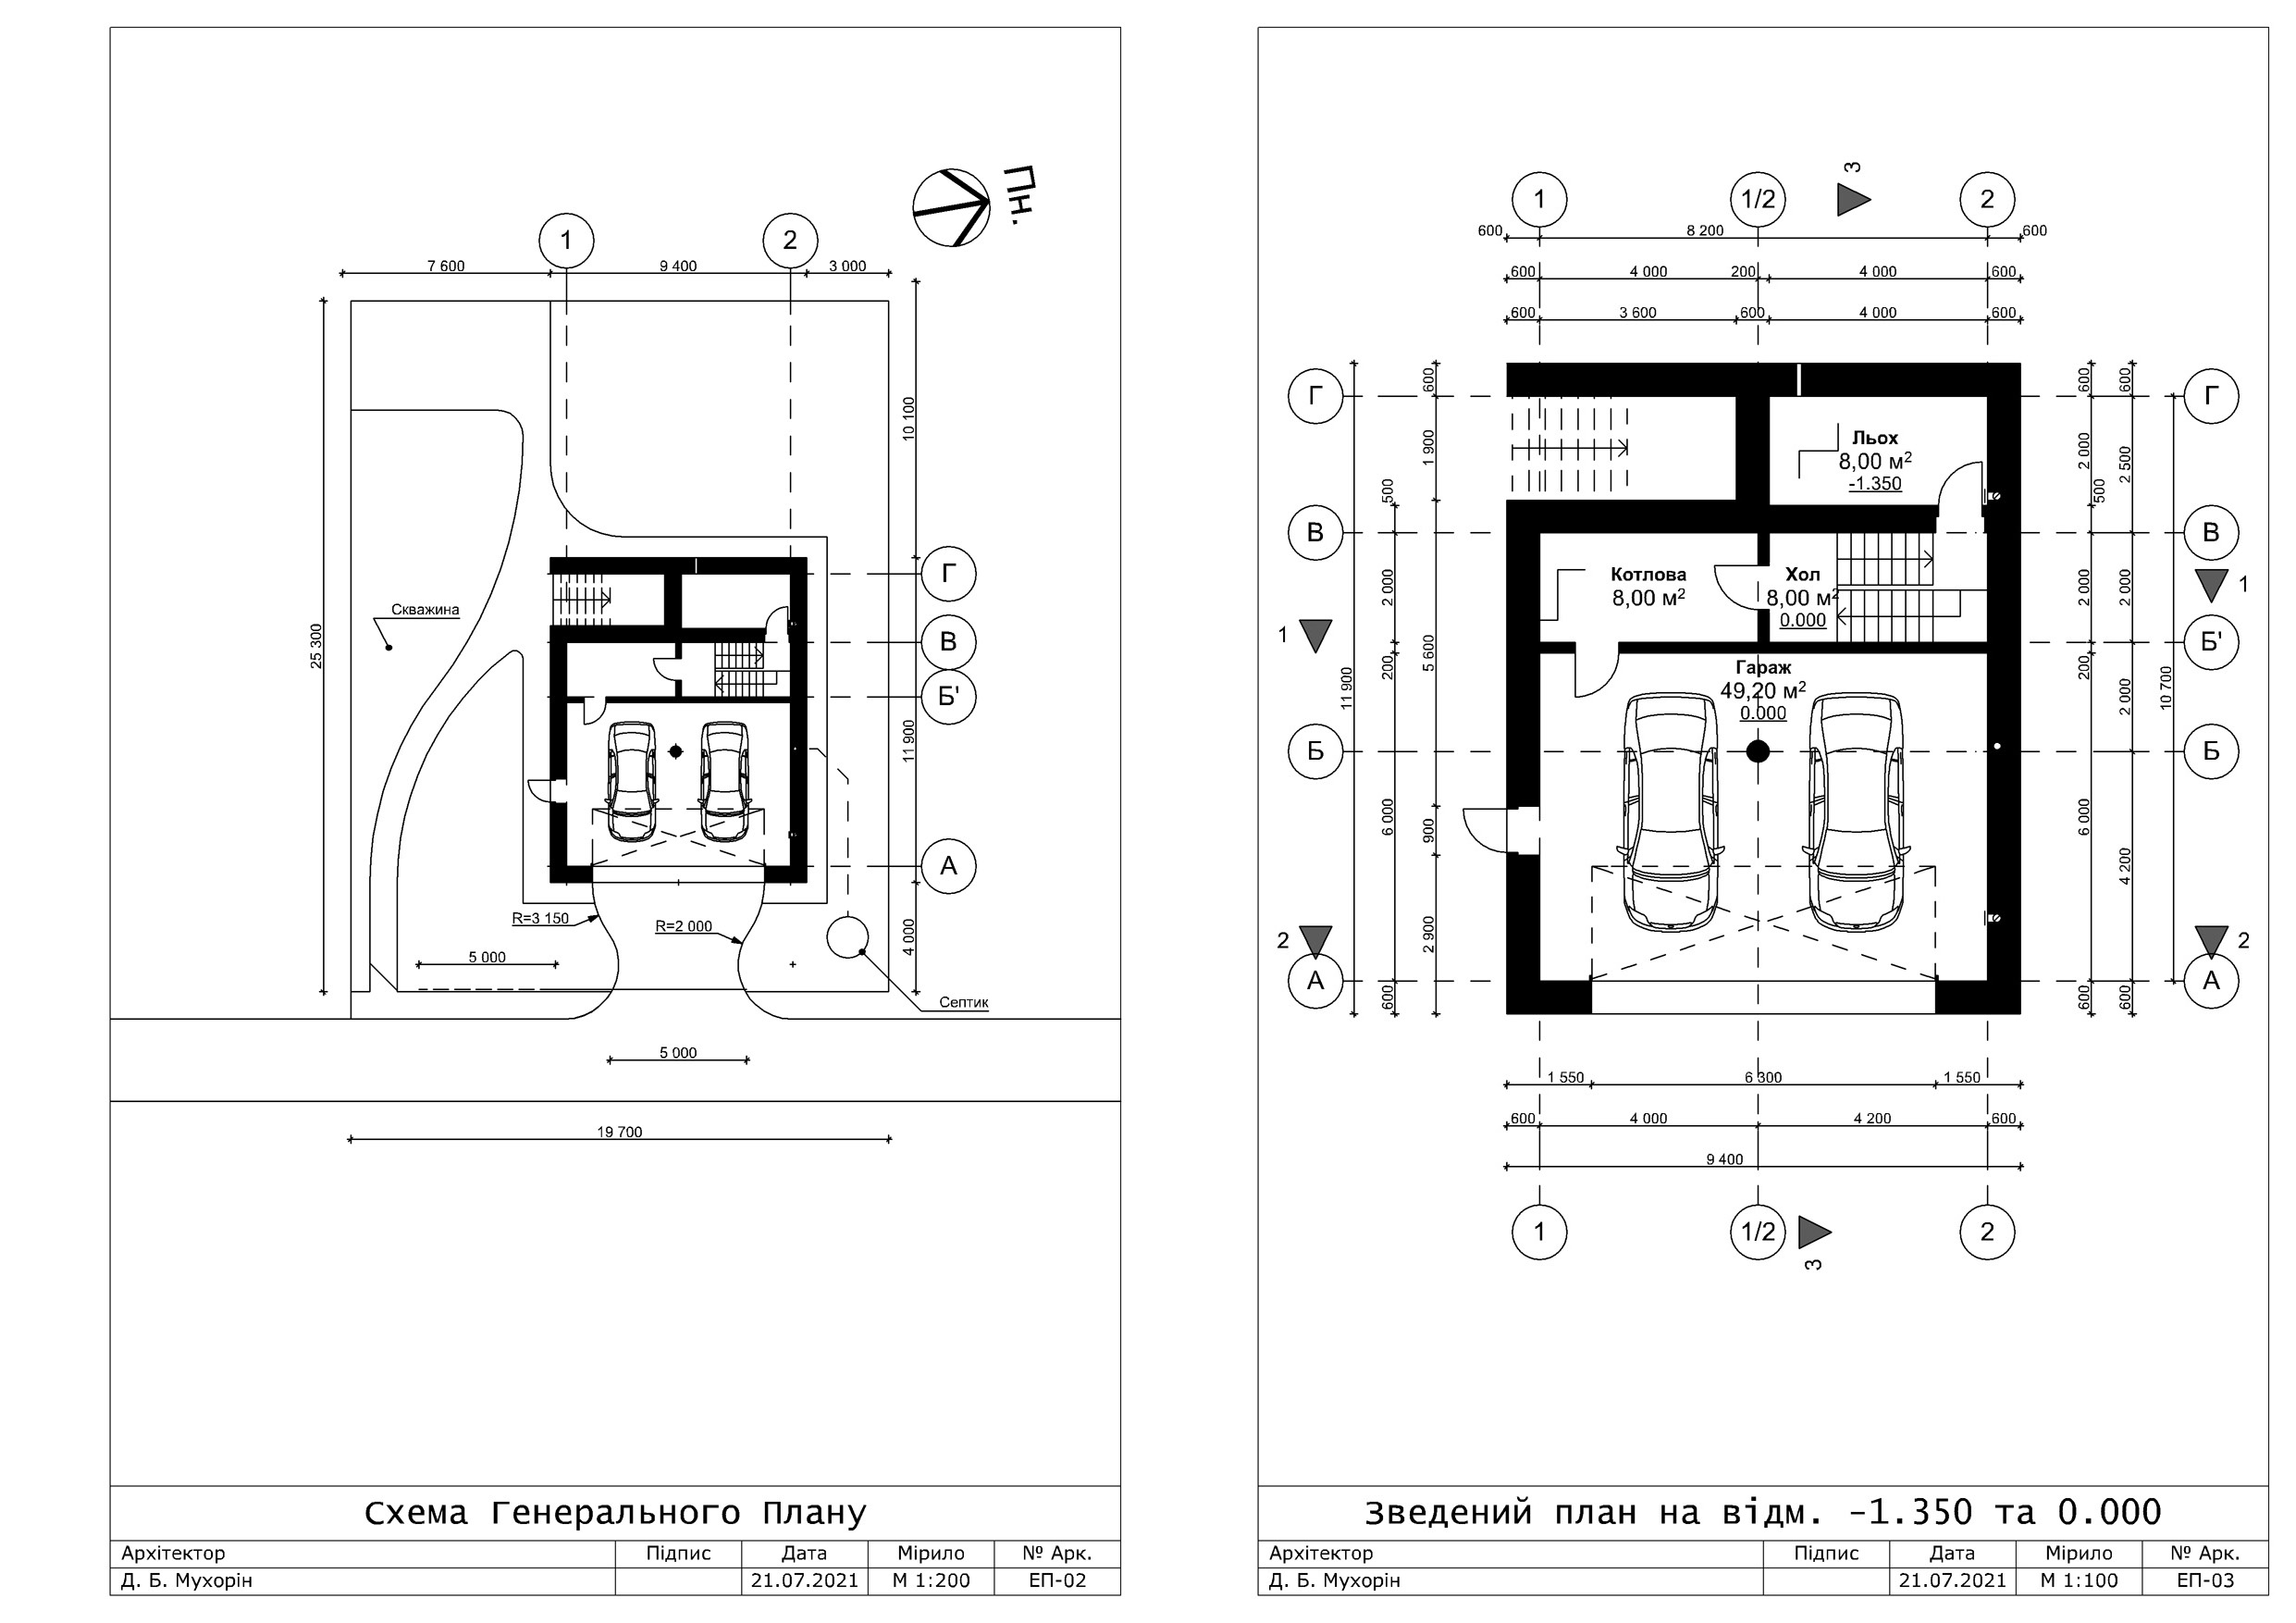 Пн.
1
2
7 600
9 400
3 000
10 100
25 300
Скважина
Г
В
Б'
11 900
А
R=3 150
R=2 000
4 000
5 000
Септик
5 000
19 700
Схема Генерального Плану
Архітектор Підпис Дата Мірило № Арк.
Д. Б. Мухорін 21.07.2021 М 1:200 ЕП-02
3
1 1/2 2
600 8 200 600
600 4 000 200 4 000 600
600 3 600 600 4 000 600
Г
600
600
600
Г
1 900
2 000
2 500
500
500
Льох
8,00 м²
-1.350
В
В
2 000
2 000
2 000
Котлова
8,00 м²
Хол
8,00 м²
0.000
1
1
Б'
11 900
200
5 600
200
2 000
10 700
Гараж
49,20 м²
0.000
Б
Б
6 000
900
6 000
4 200
2 900
2
2
А
А
600
600
600
1 550 6 300 1 550
600 4 000 4 200 600
9 400
1 1/2 2
3
Зведений план на відм. -1.350 та 0.000
Архітектор Підпис Дата Мірило № Арк.
Д. Б. Мухорін 21.07.2021 М 1:100 ЕП-03